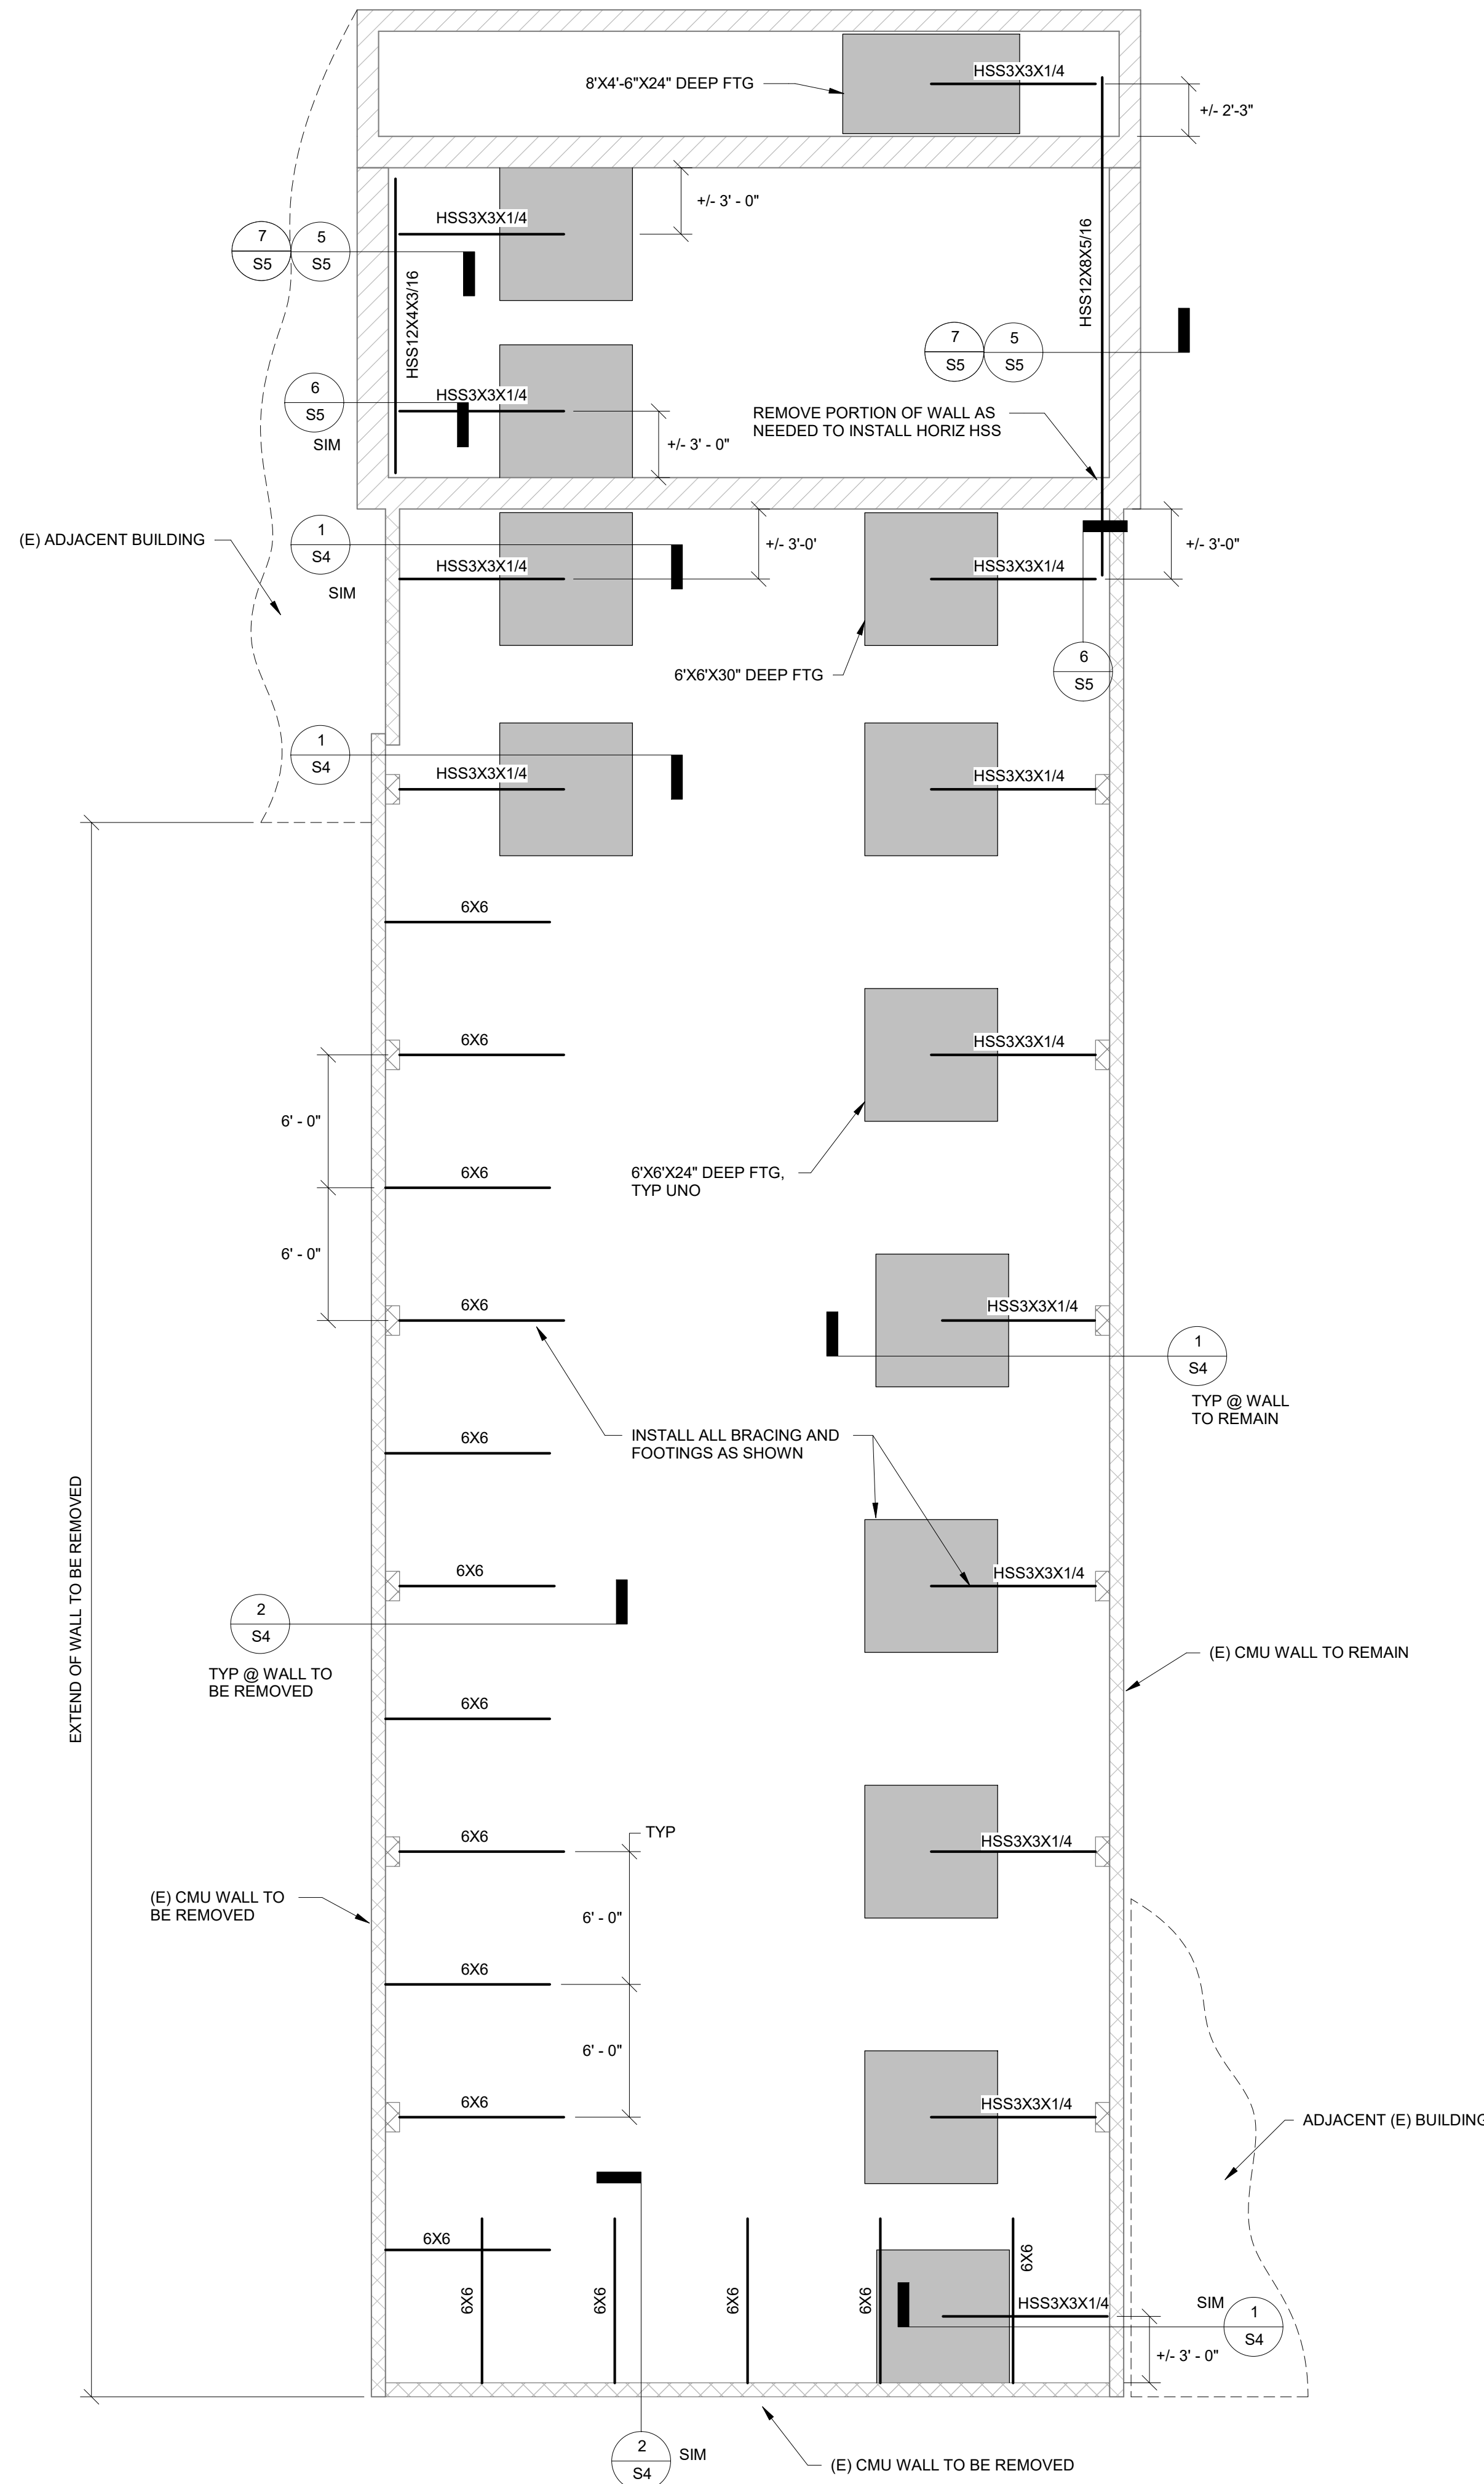 8'X4'-6"X24" DEEP FTG
HSS3X3X1/4
+/- 2'-3"
+/- 3' - 0"
HSS3X3X1/4
7
S5
5
S5
HSS12X4X3/16
HSS12X8X5/16
7
S5
5
S5
6
S5
SIM
HSS3X3X1/4
+/- 3' - 0"
REMOVE PORTION OF WALL AS
NEEDED TO INSTALL HORIZ HSS
(E) ADJACENT BUILDING
1
S4
SIM
HSS3X3X1/4
+/- 3'-0'
HSS3X3X1/4
+/- 3'-0"
6'X6'X30" DEEP FTG
6
S5
1
S4
HSS3X3X1/4
HSS3X3X1/4
6X6
6X6
HSS3X3X1/4
6' - 0"
6X6
6'X6'X24" DEEP FTG,
TYP UNO
6' - 0"
6X6
HSS3X3X1/4
1
S4
TYP @ WALL
TO REMAIN
6X6
INSTALL ALL BRACING AND
FOOTINGS AS SHOWN
EXTEND OF WALL TO BE REMOVED
6X6
HSS3X3X1/4
2
S4
TYP @ WALL TO
BE REMOVED
(E) CMU WALL TO REMAIN
6X6
6X6
TYP
HSS3X3X1/4
(E) CMU WALL TO
BE REMOVED
6' - 0"
6X6
6' - 0"
6X6
HSS3X3X1/4
ADJACENT (E) BUILDING
6X6
6X6
6X6
6X6
6X6
6X6
HSS3X3X1/4
SIM
1
S4
+/- 3' - 0"
2
S4
SIM
(E) CMU WALL TO BE REMOVED